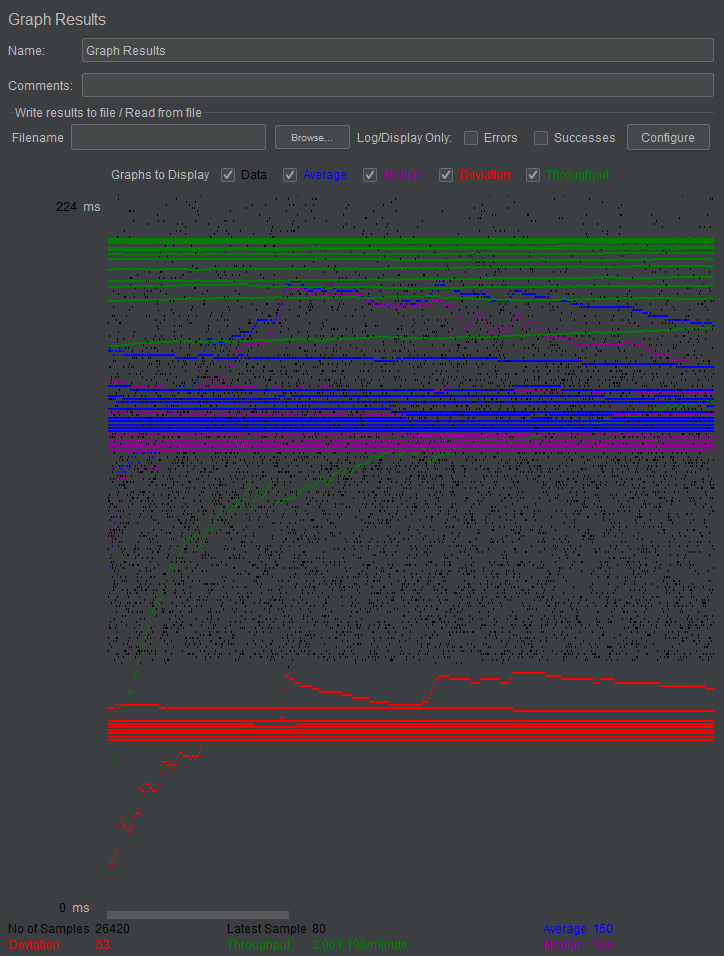 Graph Results
Name: Graph Results
Comments:
Write results to file / Read from file
Filename Browse... Log/Display Only: Errors Successes Configure
Graphs to Display Data Average Median Deviation Throughput
224 ms
0 ms
No of Samples 26420 Latest Sample 80 Average 150
Deviation 53 Throughput 3,961,198/minute Median 144